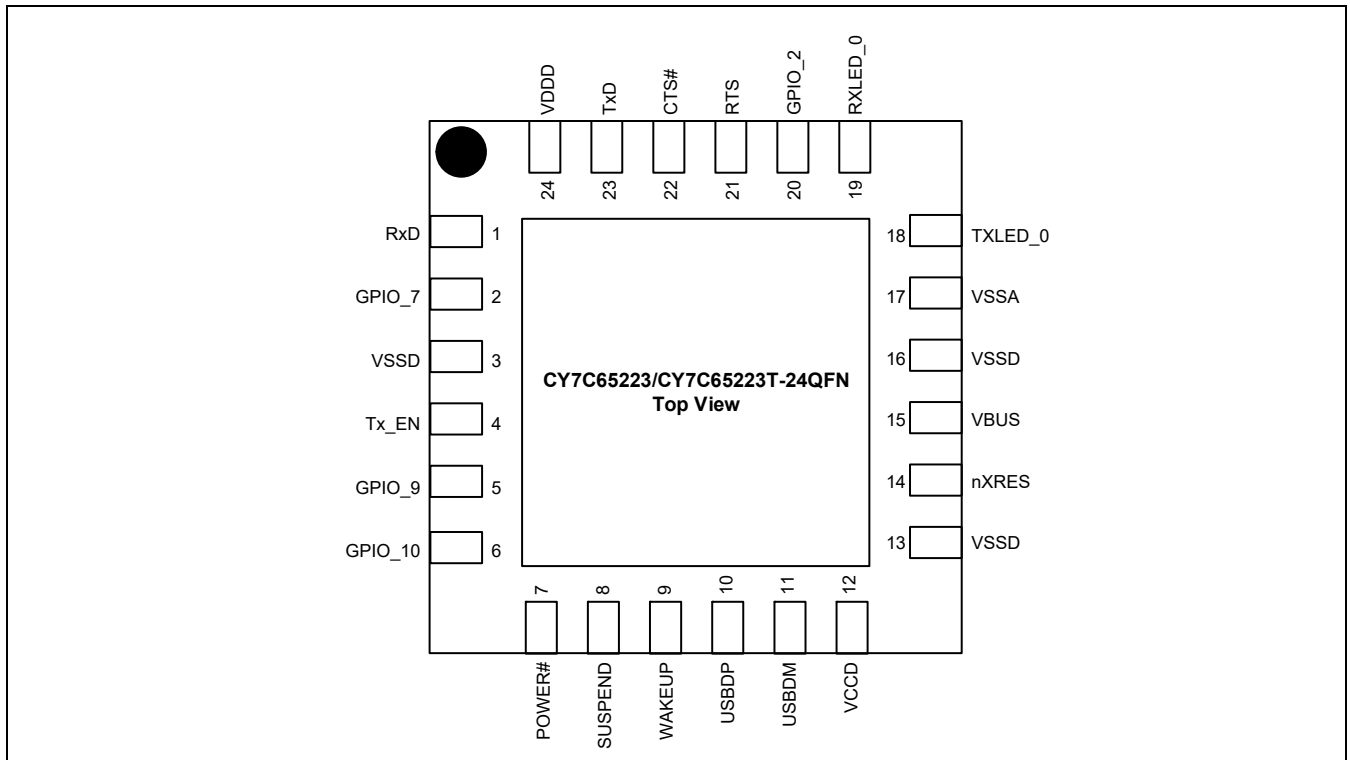 VDDD
TxD
CTS#
RTS
GPIO_2
RXLED_0
24
23
22
21
20
19
RxD 1
GPIO_7 2
VSSD 3
Tx_EN 4
GPIO_9 5
GPIO_10 6
CY7C65223/CY7C65223T-24QFN
Top View
18 TXLED_0
17 VSSA
16 VSSD
15 VBUS
14 nXRES
13 VSSD
7
8
9
10
11
12
POWER#
SUSPEND
WAKEUP
USBDP
USBDM
VCCD